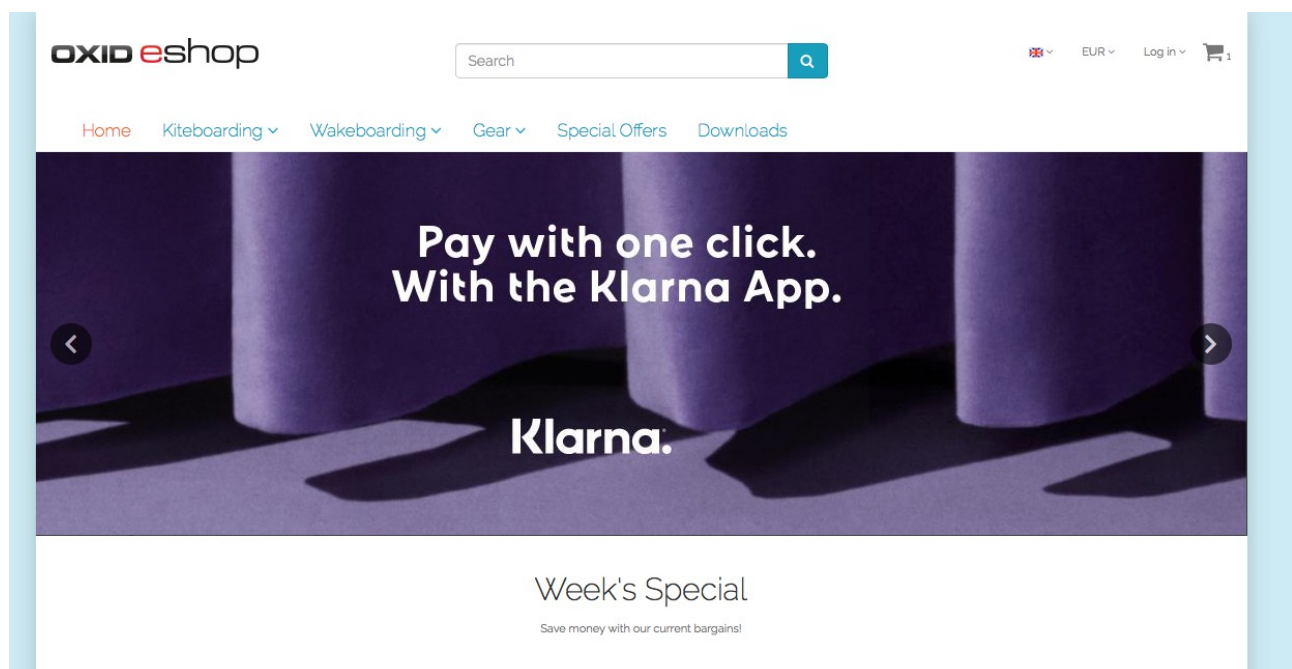 OXID eshop
Search
EUR
Log in
1
Home Kiteboarding Wakeboarding Gear Special Offers Downloads
Pay with one click.
With the Klarna App.
Klarna.
Week's Special
Save money with our current bargains!